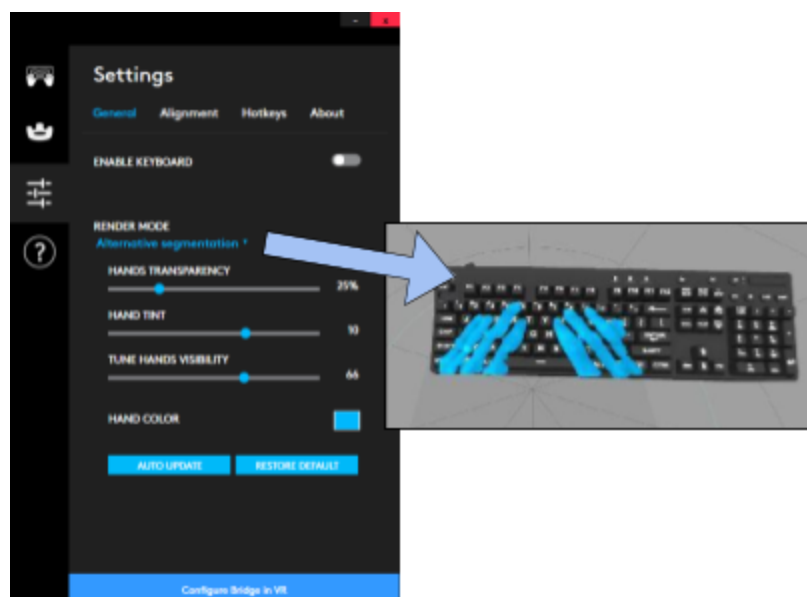 Settings
General Alignment Hotkeys About
ENABLE KEYBOARD
RENDER MODE
Alternative segmentation
HANDS TRANSPARENCY
25%
HAND TINT
10
TUNE HANDS VISIBILITY
66
HAND COLOR
AUTO UPDATE RESTORE DEFAULT
Configure Bridge in VR